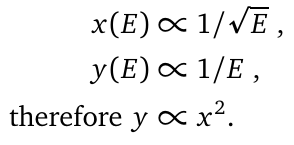 x(E) ∝ 1/√E ,
y(E) ∝ 1/E ,
therefore y ∝ x².